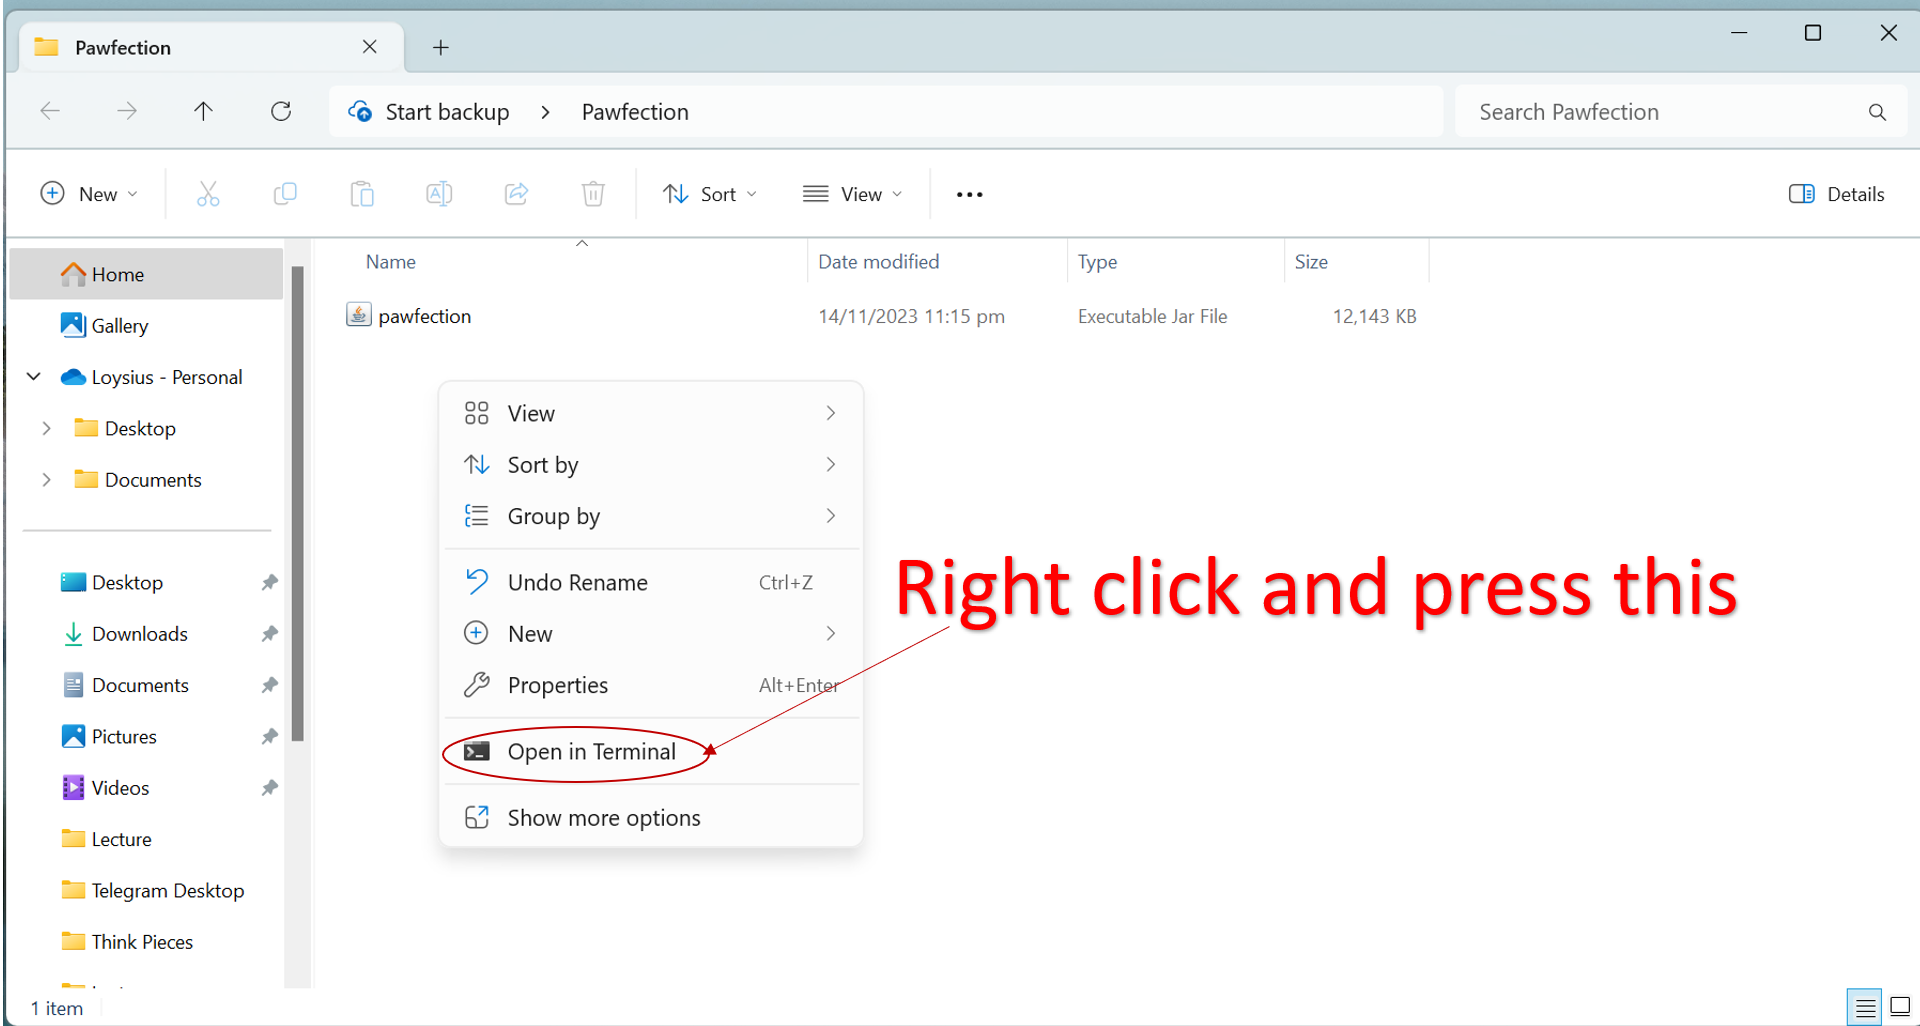 Pawfection
Start backup > Pawfection
Search Pawfection
New
Sort
View
Details
Name
Date modified
Type
Size
pawfection
14/11/2023 11:15 pm
Executable Jar File
12,143 KB
Home
Gallery
Loysius - Personal
Desktop
Documents
Desktop
Downloads
Documents
Pictures
Videos
Lecture
Telegram Desktop
Think Pieces
View
Sort by
Group by
Undo Rename Ctrl+Z
New
Properties Alt+Enter
Open in Terminal
Show more options
Right click and press this
1 item